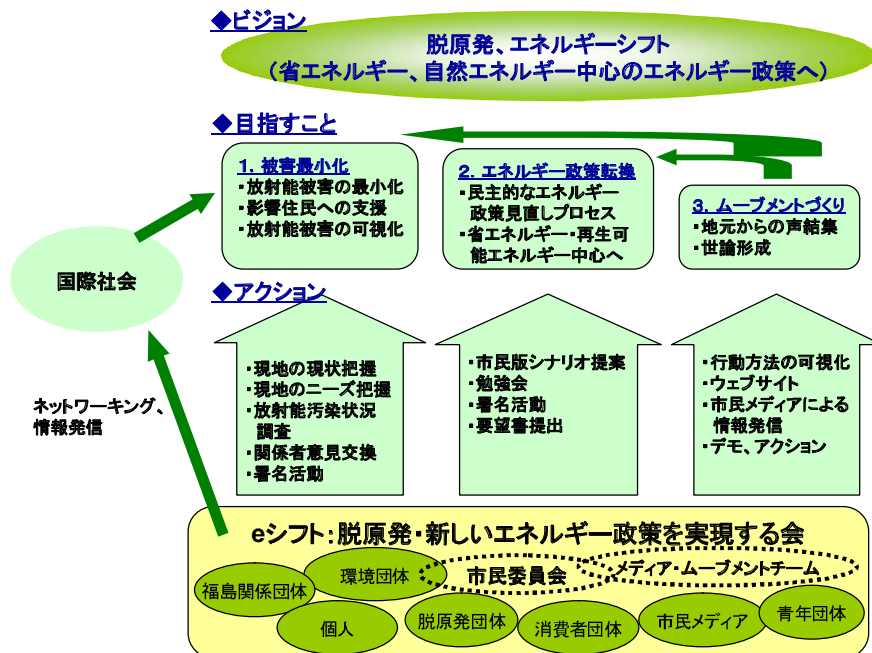 ◆ビジョン
脱原発、エネルギーシフト
（省エネルギー、自然エネルギー中心のエネルギー政策へ）
◆目指すこと
1. 被害最小化
・放射能被害の最小化
・影響住民への支援
・放射能被害の可視化
2. エネルギー政策転換
・民主的なエネルギー
政策見直しプロセス
・省エネルギー・再生可
能エネルギー中心へ
3. ムーブメントづくり
・地元からの声結集
・世論形成
国際社会
◆アクション
・現地の現状把握
・現地のニーズ把握
・放射能汚染状況
調査
・関係者意見交換
・署名活動
・市民版シナリオ提案
・勉強会
・署名活動
・要望書提出
・行動方法の可視化
・ウェブサイト
・市民メディアによる
情報発信
・デモ、アクション
ネットワーキング、
情報発信
eシフト：脱原発・新しいエネルギー政策を実現する会
福島関係団体
環境団体
市民委員会
メディア・ムーブメントチーム
個人
脱原発団体
消費者団体
市民メディア
青年団体